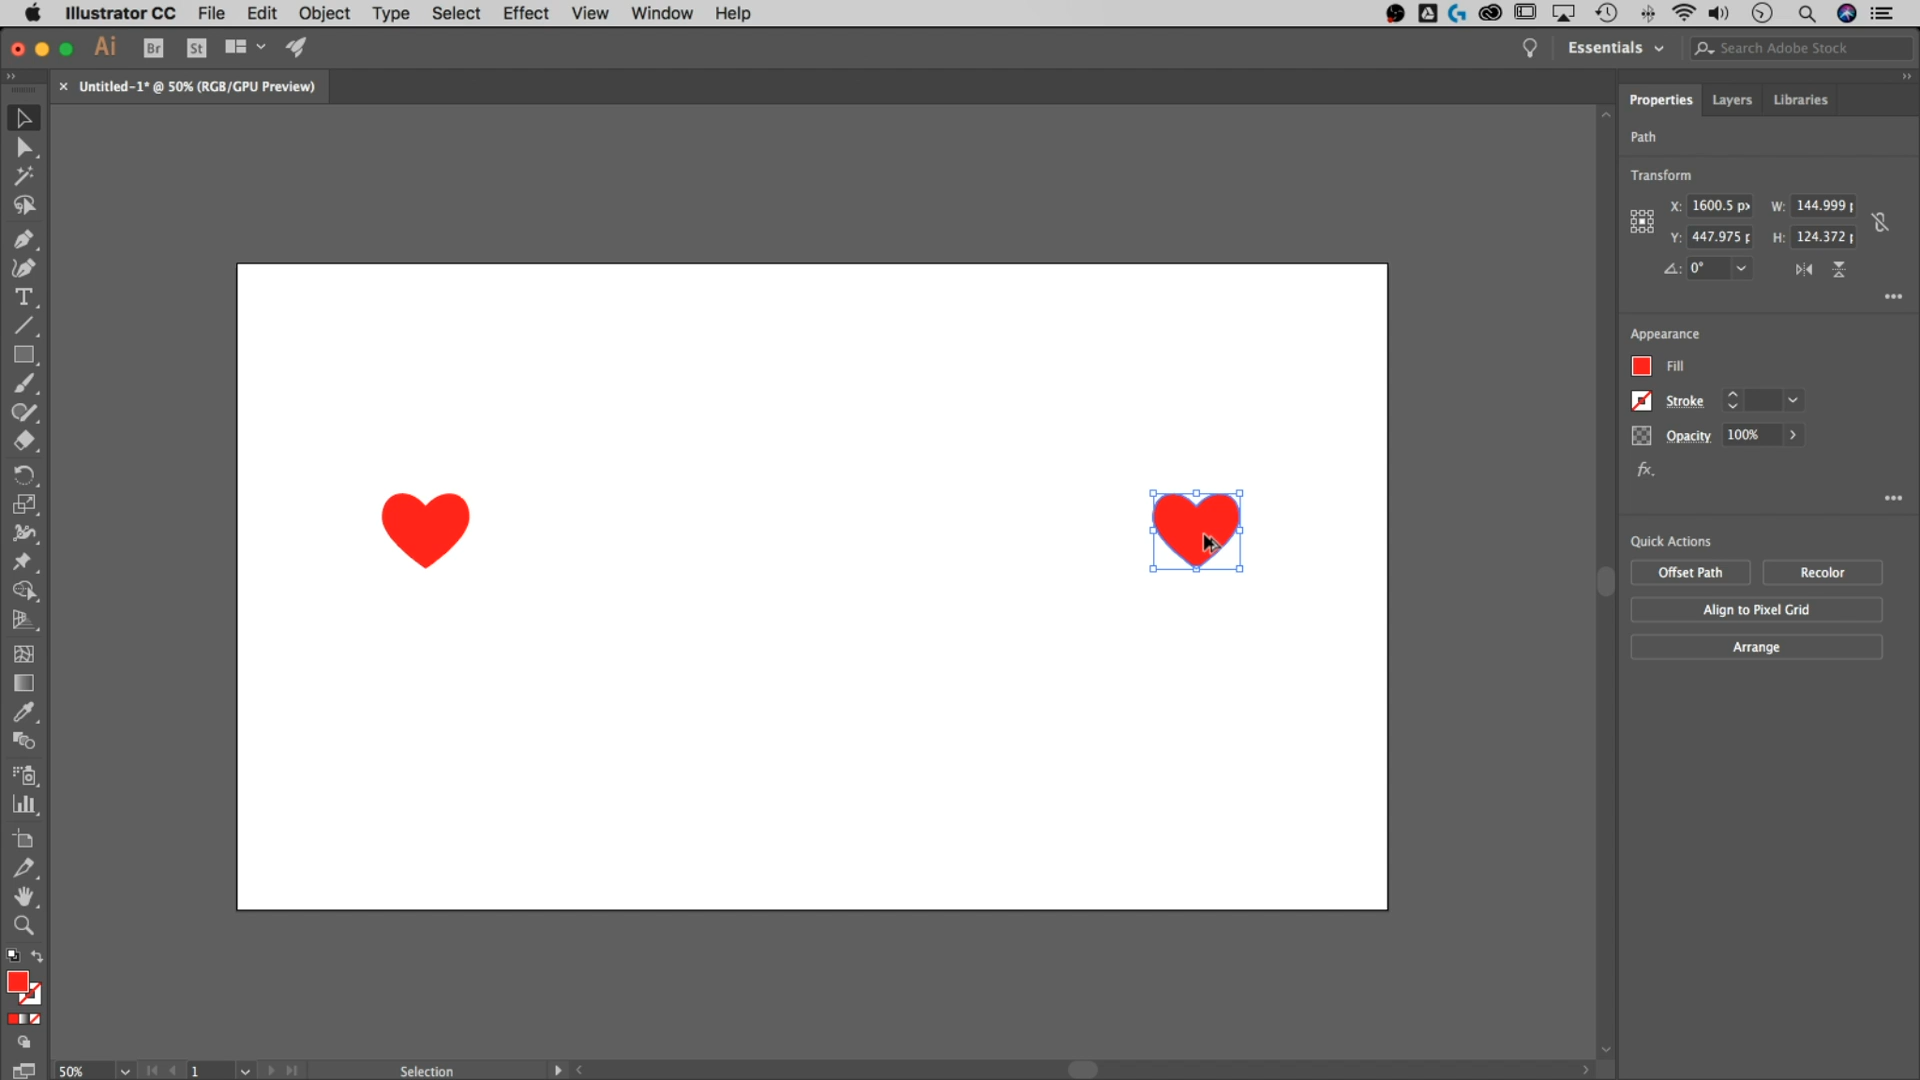 Illustrator CC File Edit Object Type Select Effect View Window Help
Ai Br St Essentials Search Adobe Stock
× Untitled-1* @ 50% (RGB/GPU Preview)
Properties Layers Libraries
Path
Transform
X: 1600.5 px W: 144.999
Y: 447.975 H: 124.372
0°
Appearance
Fill
Stroke
Opacity 100%
fx.
Quick Actions
Offset Path Recolor
Align to Pixel Grid
Arrange
50% 1 Selection